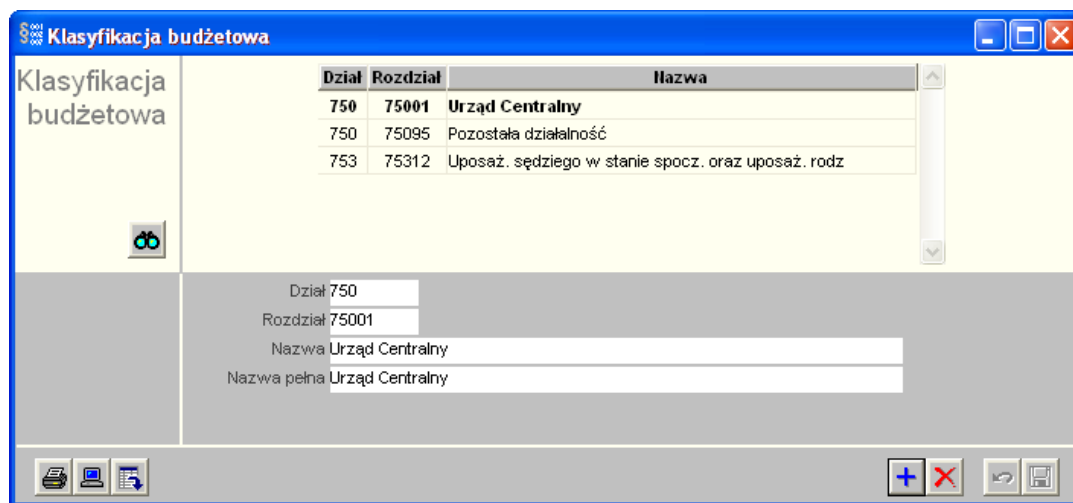 Klasyfikacja budżetowa
Klasyfikacja
budżetowa
Dział Rozdział Nazwa
750 75001 Urząd Centralny
750 75095 Pozostała działalność
753 75312 Uposaż. sędziego w stanie spocz. oraz uposaż. rodz
Dział 750
Rozdział 75001
Nazwa Urząd Centralny
Nazwa pełna Urząd Centralny